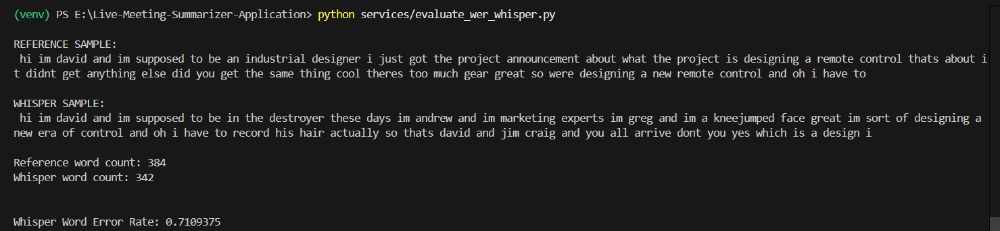 (venv) PS E:\Live-Meeting-Summarizer-Application> python services/evaluate_wer_whisper.py
REFERENCE SAMPLE:
hi im david and im supposed to be an industrial designer i just got the project announcement about what the project is designing a remote control thats about i
t didnt get anything else did you get the same thing cool theres too much gear great so were designing a new remote control and oh i have to
WHISPER SAMPLE:
hi im david and im supposed to be in the destroyer these days im andrew and im marketing experts im greg and im a kneejumped face great im sort of designing a
new era of control and oh i have to record his hair actually so thats david and jim craig and you all arrive dont you yes which is a design i
Reference word count: 384
Whisper word count: 342
Whisper Word Error Rate: 0.7109375